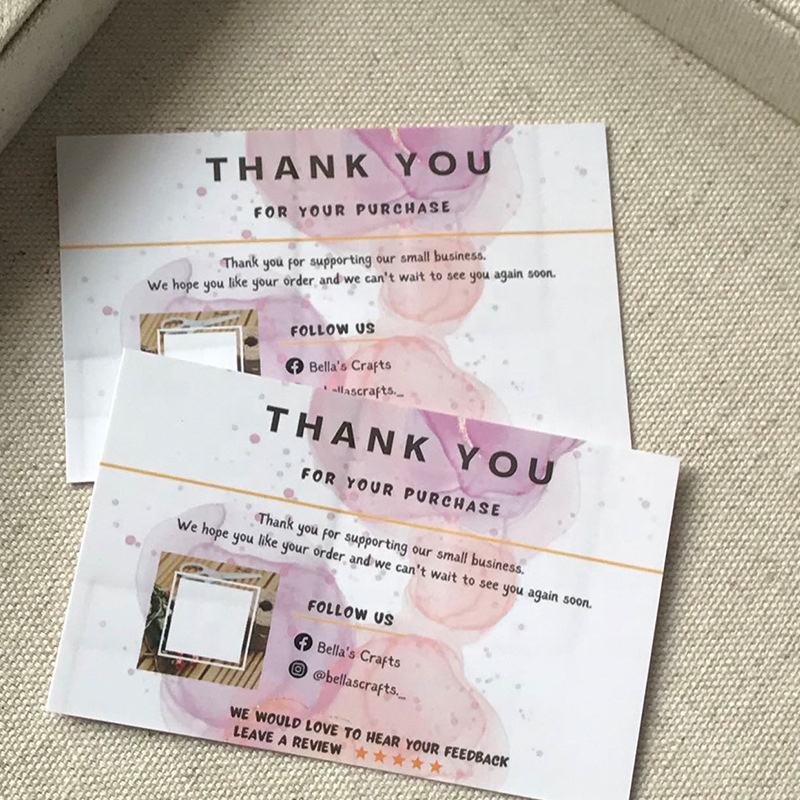 THANK YOU
FOR YOUR PURCHASE
Thank you for supporting our small business.
We hope you like your order and we can't wait to see you again soon.
FOLLOW US
Bella's Crafts
THANK YOU
FOR YOUR PURCHASE
Thank you for supporting our small business.
We hope you like your order and we can't wait to see you again soon.
FOLLOW US
Bella's Crafts
@bellascrafts._
WE WOULD LOVE TO HEAR YOUR FEEDBACK
LEAVE A REVIEW